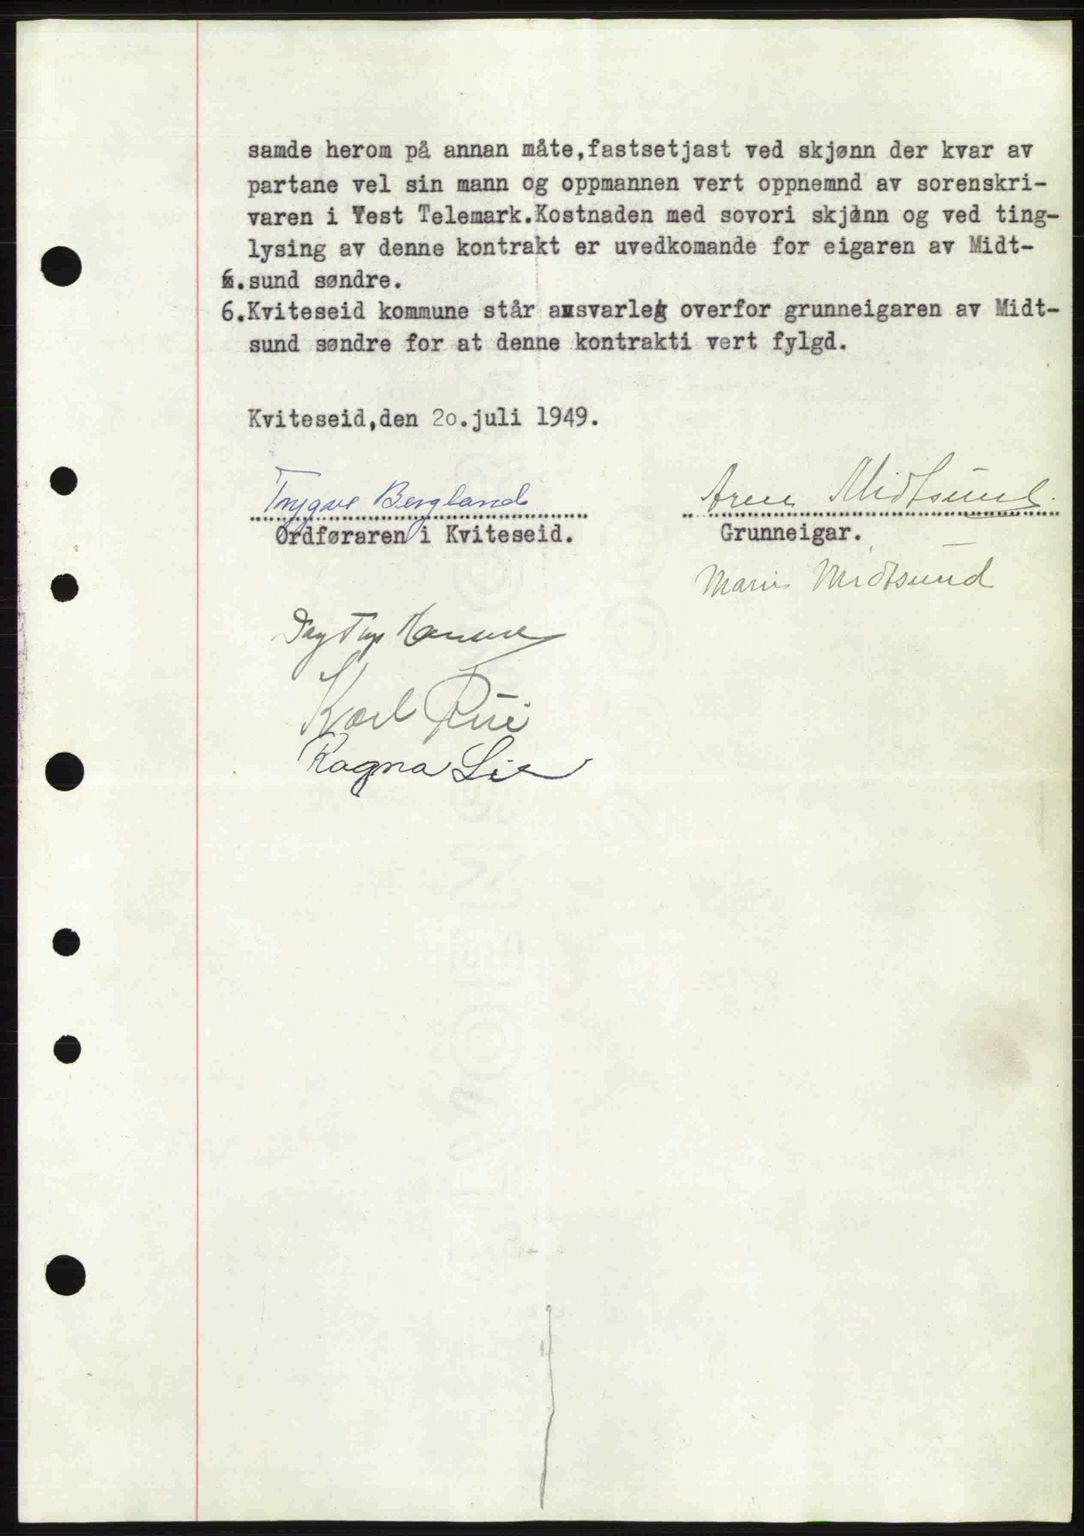 samde herom på annan måte,fastsetjast ved skjønn der kvar av
partane vel sin mann og oppmannen vert oppnemnd av sorenskri-
varen i Vest Telemark.Kostnaden med sovori skjønn og ved ting-
lysing av denne kontrakt er uvedkomande for eigaren av Midt-
6.sund søndre.
6.Kviteseid kommune står ansvarleg overfor grunneigaren av Midt-
sund søndre for at denne kontrakti vert fylgd.
Kviteseid,den 2o.juli 1949.
Trygve Bergland Arne Midtsund.
Ordføraren i Kviteseid. Grunneigar.
Midtsund
Karl Rui
Ragna Lie